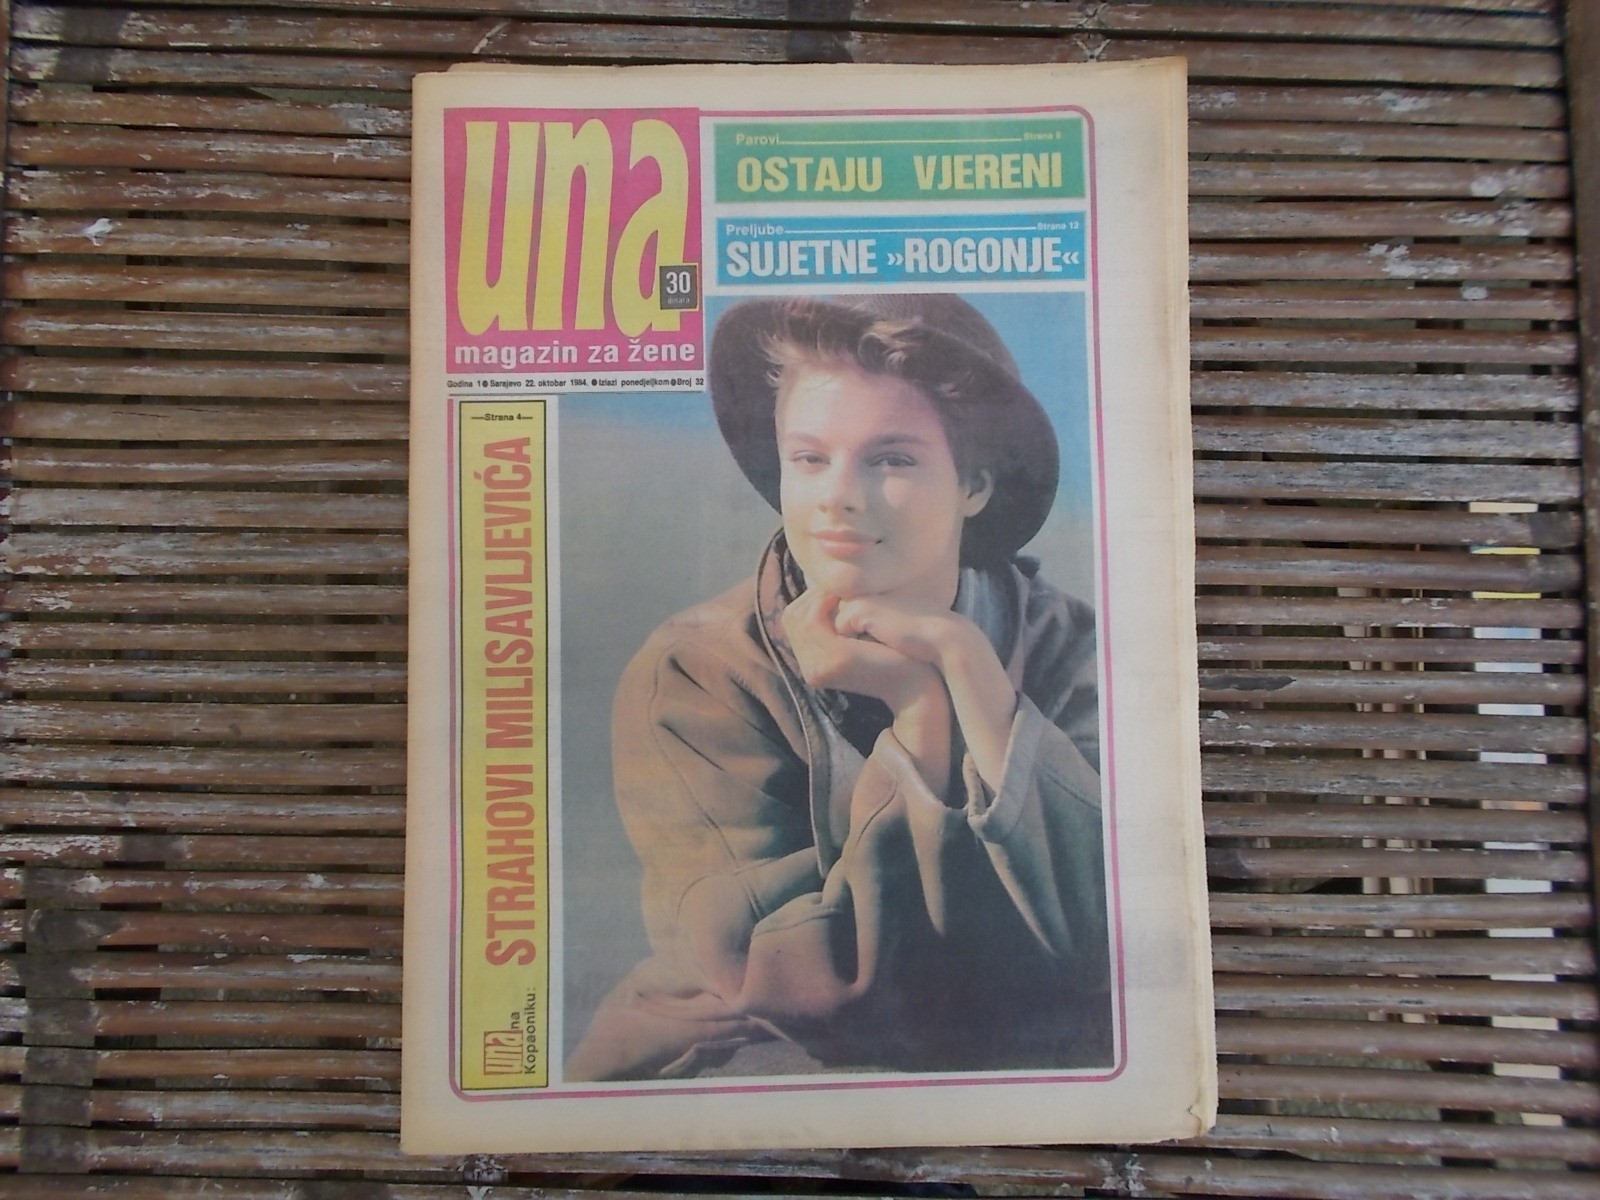 una
30
dinara
magazin za žene
Godina 1 ● Sarajevo 22. oktobar 1984. ● Izlazi ponedjeljkom ● Broj 32
Parovi Strana 8
OSTAJU VJERENI
Preljube Strana 12
SUJETNE »ROGONJE«
Strana 4
una na
Kopaoniku:
STRAHOVI MILISAVLJEVIĆA